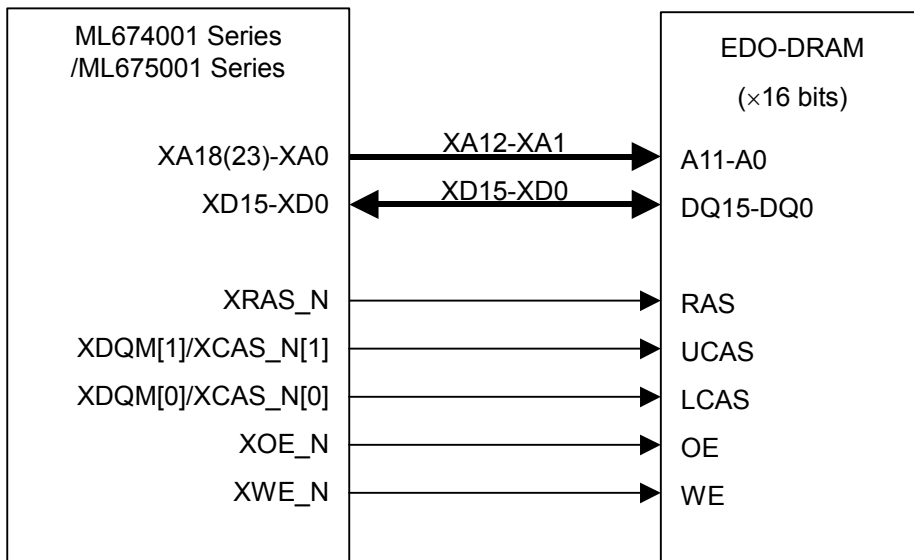 ML674001 Series
/ML675001 Series
EDO-DRAM
(×16 bits)
XA18(23)-XA0
XA12-XA1
A11-A0
XD15-XD0
XD15-XD0
DQ15-DQ0
XRAS_N
RAS
XDQM[1]/XCAS_N[1]
UCAS
XDQM[0]/XCAS_N[0]
LCAS
XOE_N
OE
XWE_N
WE